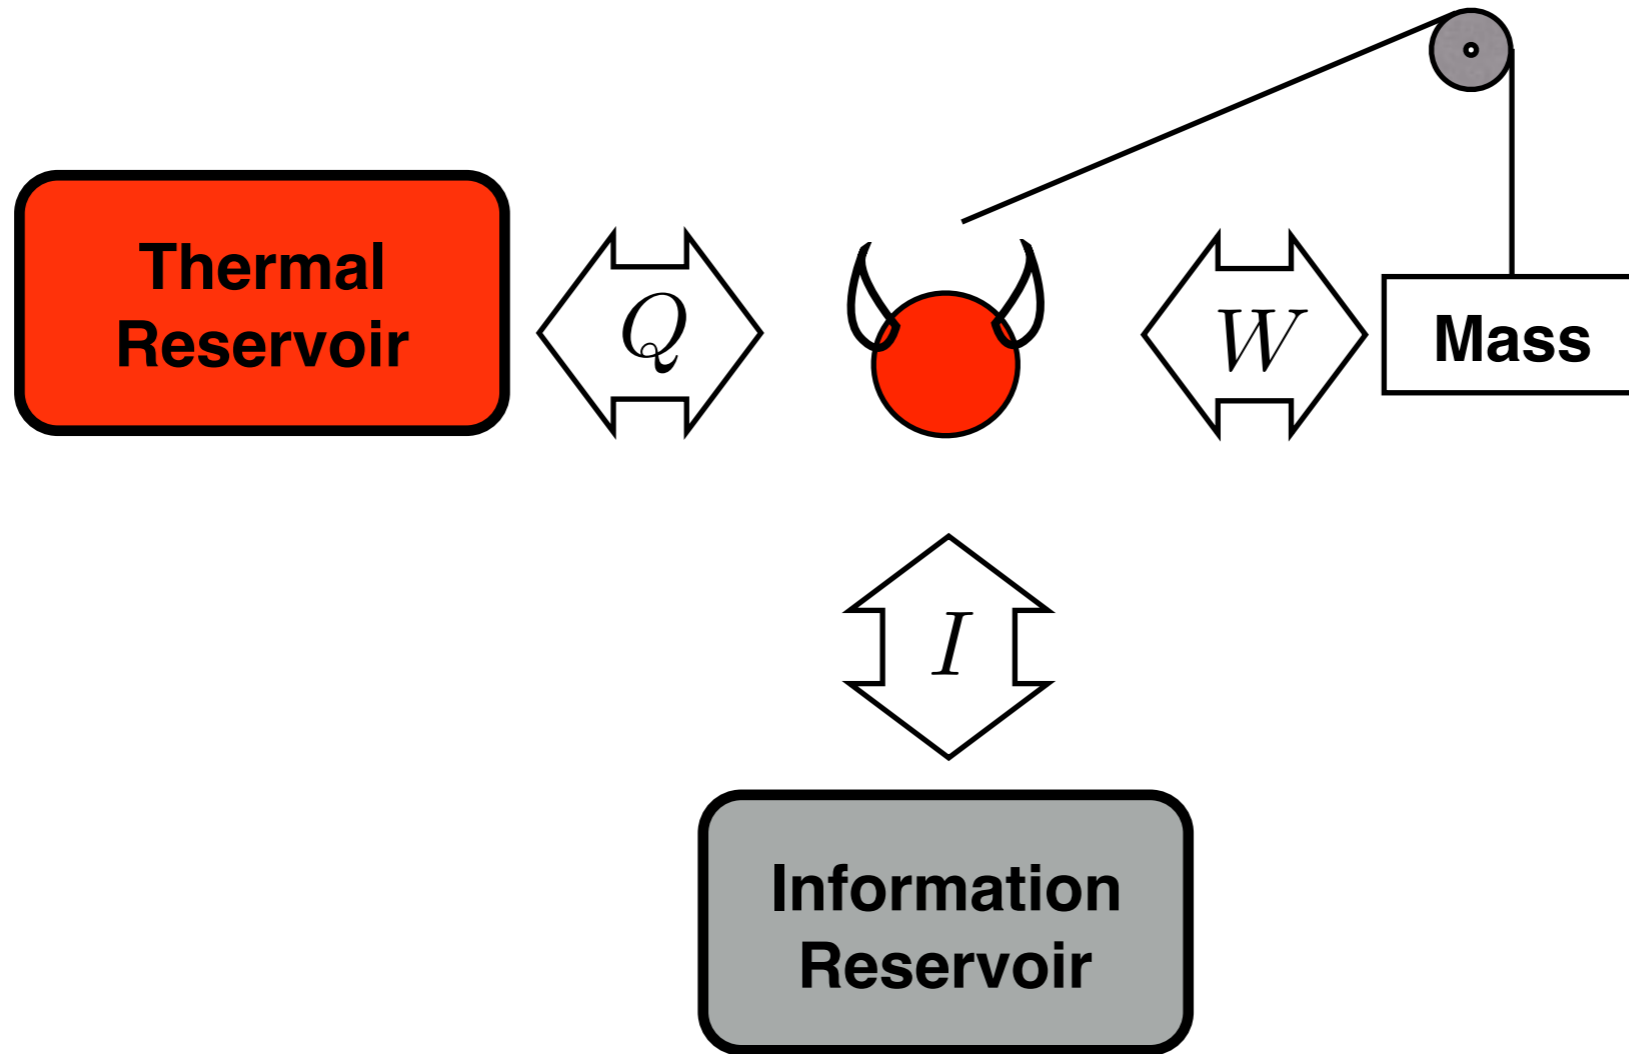 Thermal
Reservoir
Q
W
Mass
I
Information
Reservoir